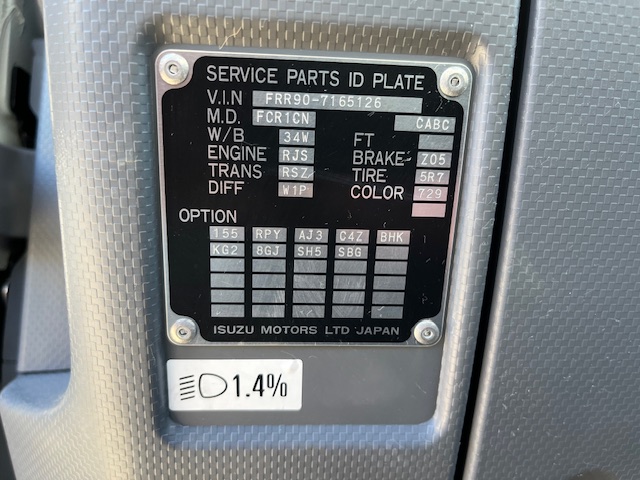 SERVICE PARTS ID PLATE
V.I.N FRR90-7165126
M.D. FCR1CN CABC
W/B 34W FT
ENGINE RJS BRAKE Z05
TRANS RSZ TIRE 5R7
DIFF W1P COLOR 729
OPTION
155 RPY AJ3 C4Z BHK
KG2 8GJ SH5 SBG
ISUZU MOTORS LTD JAPAN
1.4%